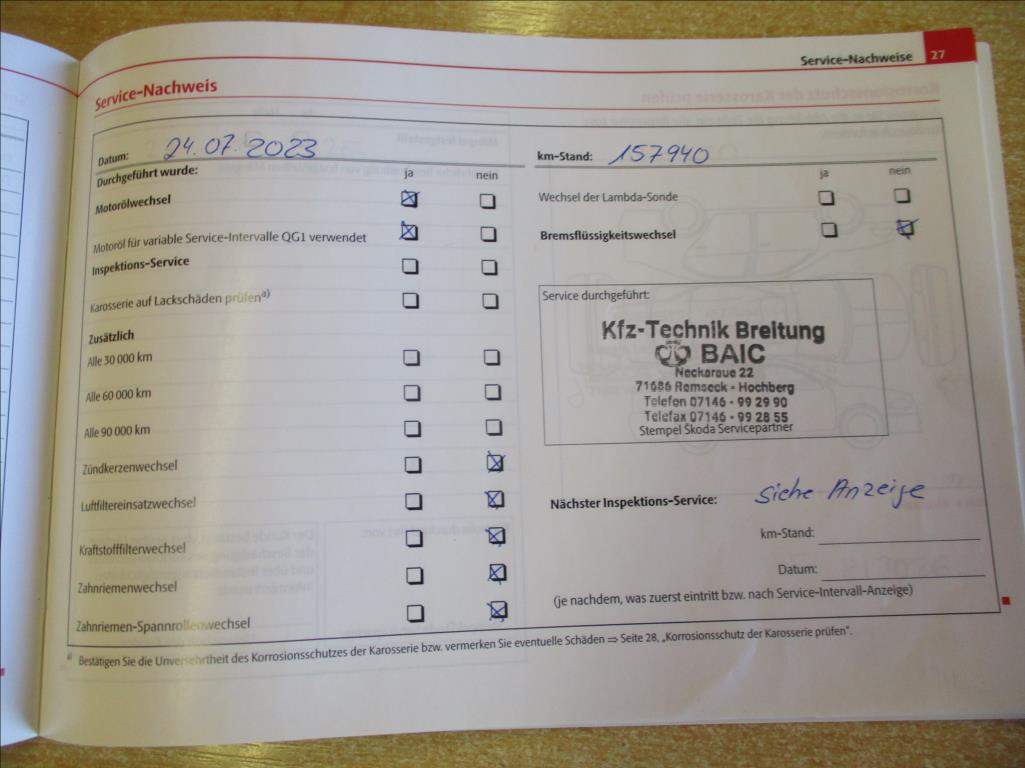 Service-Nachweise 27
Service-Nachweis
Datum: 24.07.2023
km-Stand: 157940
Durchgeführt wurde: ja nein
ja nein
Motorölwechsel
Wechsel der Lambda-Sonde
Motoröl für variable Service-Intervalle QG1 verwendet
Bremsflüssigkeitswechsel
Inspektions-Service
Karosserie auf Lackschäden prüfen a)
Zusätzlich
Alle 30 000 km
Alle 60 000 km
Alle 90 000 km
Zündkerzenwechsel
Luftfiltereinsatzwechsel
Kraftstofffilterwechsel
Zahnriemenwechsel
Zahnriemen-Spannrollenwechsel
Service durchgeführt:
Kfz-Technik Breitung
BAIC
Neckaraue 22
71686 Remseck - Hochberg
Telefon 07146 - 99 29 90
Telefax 07146 - 99 28 55
Stempel Škoda Servicepartner
Nächster Inspektions-Service: siehe Anzeige
km-Stand:
Datum:
(je nachdem, was zuerst eintritt bzw. nach Service-Intervall-Anzeige)
a) Bestätigen Sie die Unversehrtheit des Korrosionsschutzes der Karosserie bzw. vermerken Sie eventuelle Schäden ⇒ Seite 28, „Korrosionsschutz der Karosserie prüfen“.